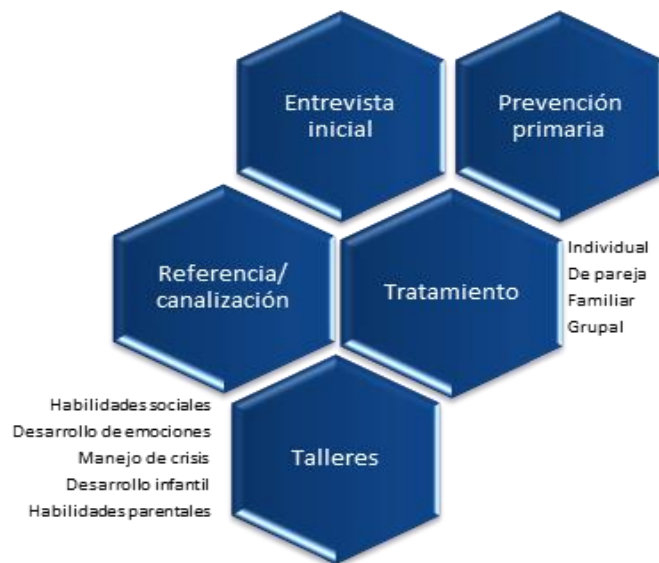 Entrevista
inicial
Prevención
primaria
Referencia/
canalización
Tratamiento
Individual
De pareja
Familiar
Grupal
Habilidades sociales
Desarrollo de emociones
Manejo de crisis
Desarrollo infantil
Habilidades parentales
Talleres